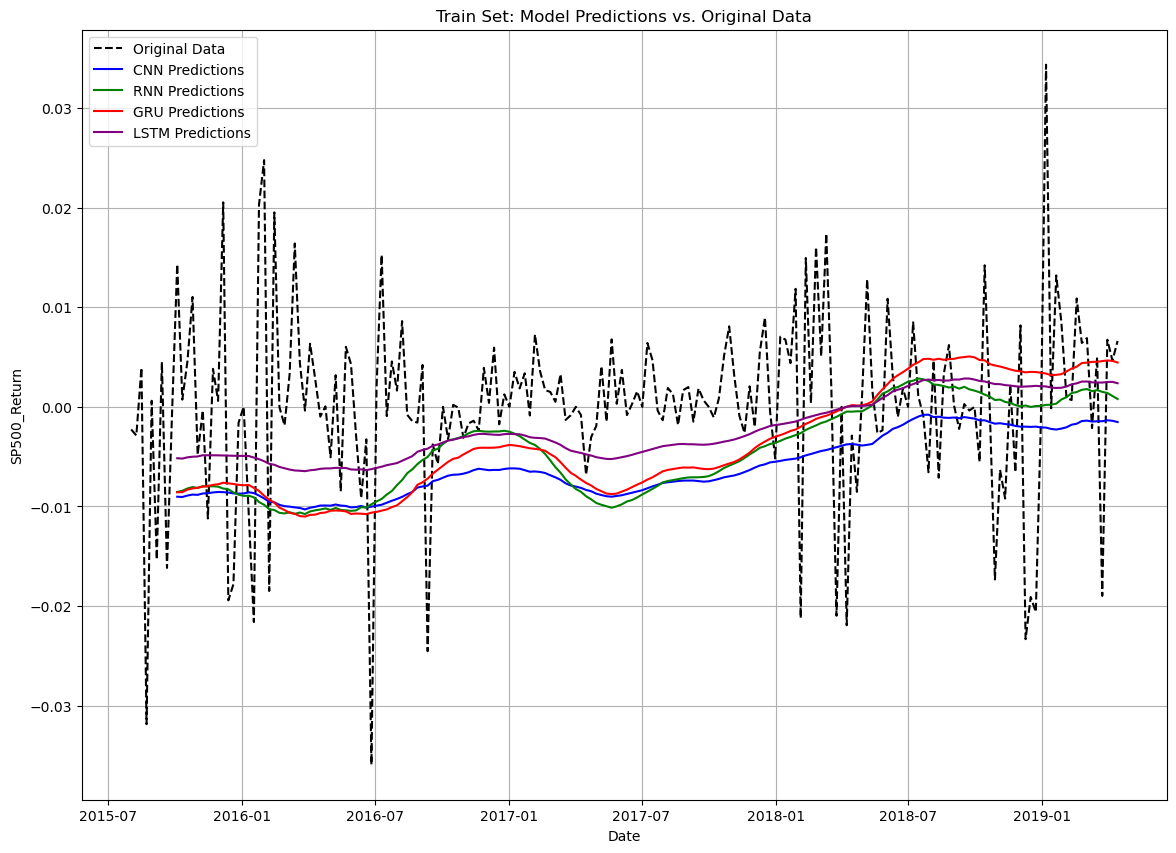 Train Set: Model Predictions vs. Original Data
Original Data
CNN Predictions
RNN Predictions
GRU Predictions
LSTM Predictions
SP500_Return
0.03
0.02
0.01
0.00
−0.01
−0.02
−0.03
2015-07
2016-01
2016-07
2017-01
2017-07
2018-01
2018-07
2019-01
Date